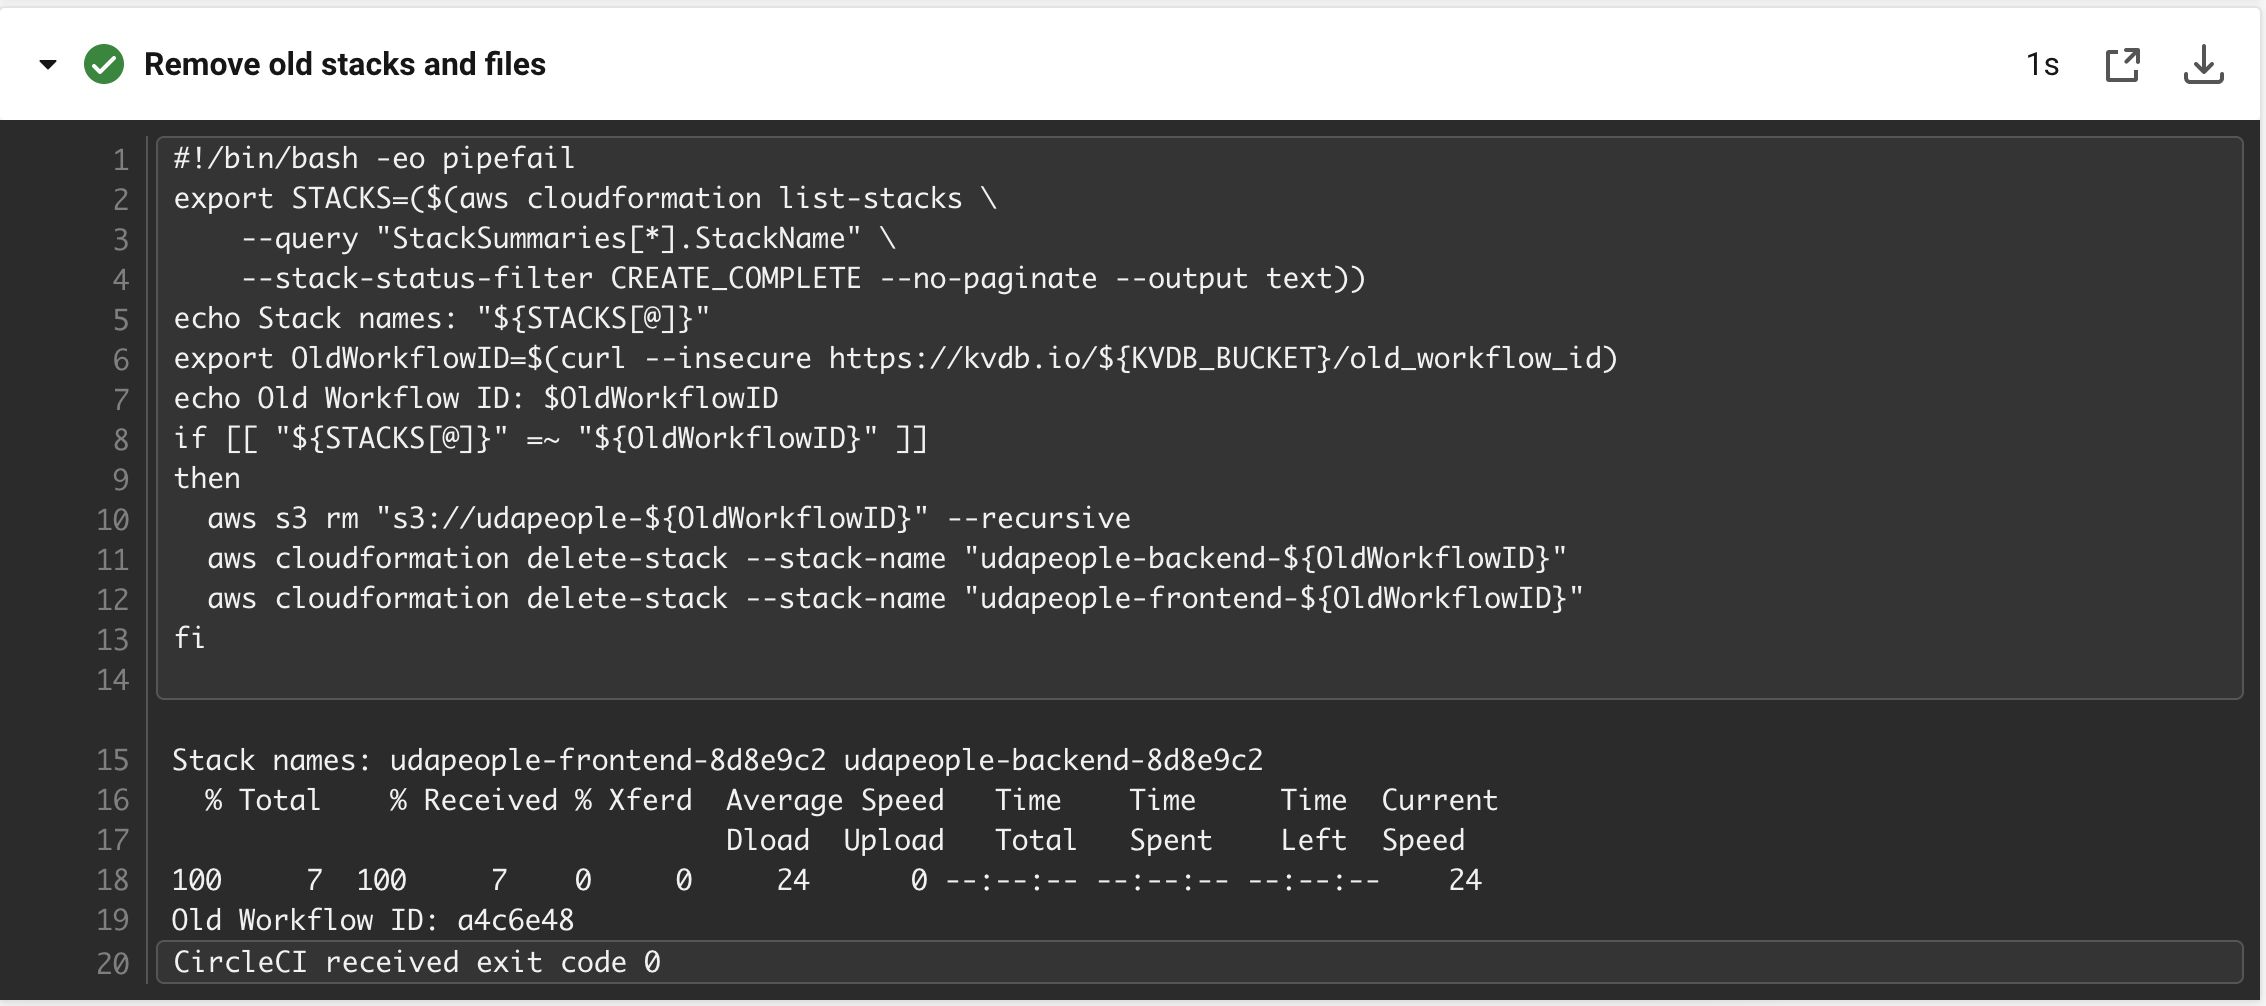 Remove old stacks and files
1s
1 #!/bin/bash -eo pipefail
2 export STACKS=($(aws cloudformation list-stacks \
3     --query "StackSummaries[*].StackName" \
4     --stack-status-filter CREATE_COMPLETE --no-paginate --output text))
5 echo Stack names: "${STACKS[@]}"
6 export OldWorkflowID=$(curl --insecure https://kvdb.io/${KVDB_BUCKET}/old_workflow_id)
7 echo Old Workflow ID: $OldWorkflowID
8 if [[ "${STACKS[@]}" =~ "${OldWorkflowID}" ]]
9 then
10   aws s3 rm "s3://udapeople-${OldWorkflowID}" --recursive
11   aws cloudformation delete-stack --stack-name "udapeople-backend-${OldWorkflowID}"
12   aws cloudformation delete-stack --stack-name "udapeople-frontend-${OldWorkflowID}"
13 fi
14
15 Stack names: udapeople-frontend-8d8e9c2 udapeople-backend-8d8e9c2
16   % Total    % Received % Xferd  Average Speed   Time    Time     Time  Current
17                                  Dload  Upload   Total   Spent    Left  Speed
18 100     7  100     7    0     0     24      0 --:--:-- --:--:-- --:--:--    24
19 Old Workflow ID: a4c6e48
20 CircleCI received exit code 0